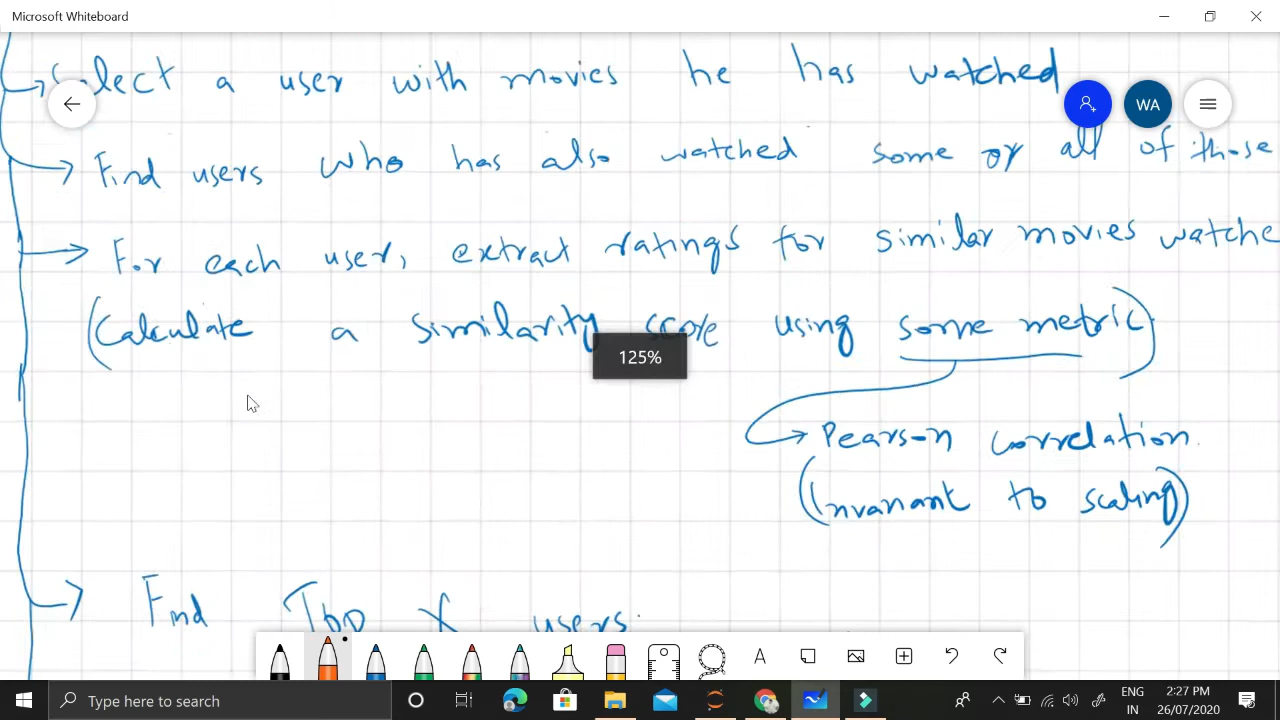 Microsoft Whiteboard
Select a user with movies he has watched
WA
Find users who has also watched some or all of those
For each user, extract ratings for similar movies watche
(Calculate a similarity score using some metric)
125%
Pearson correlation
(Invariant to scaling)
Find Top X users
A
Type here to search
ENG
IN
2:27 PM
26/07/2020